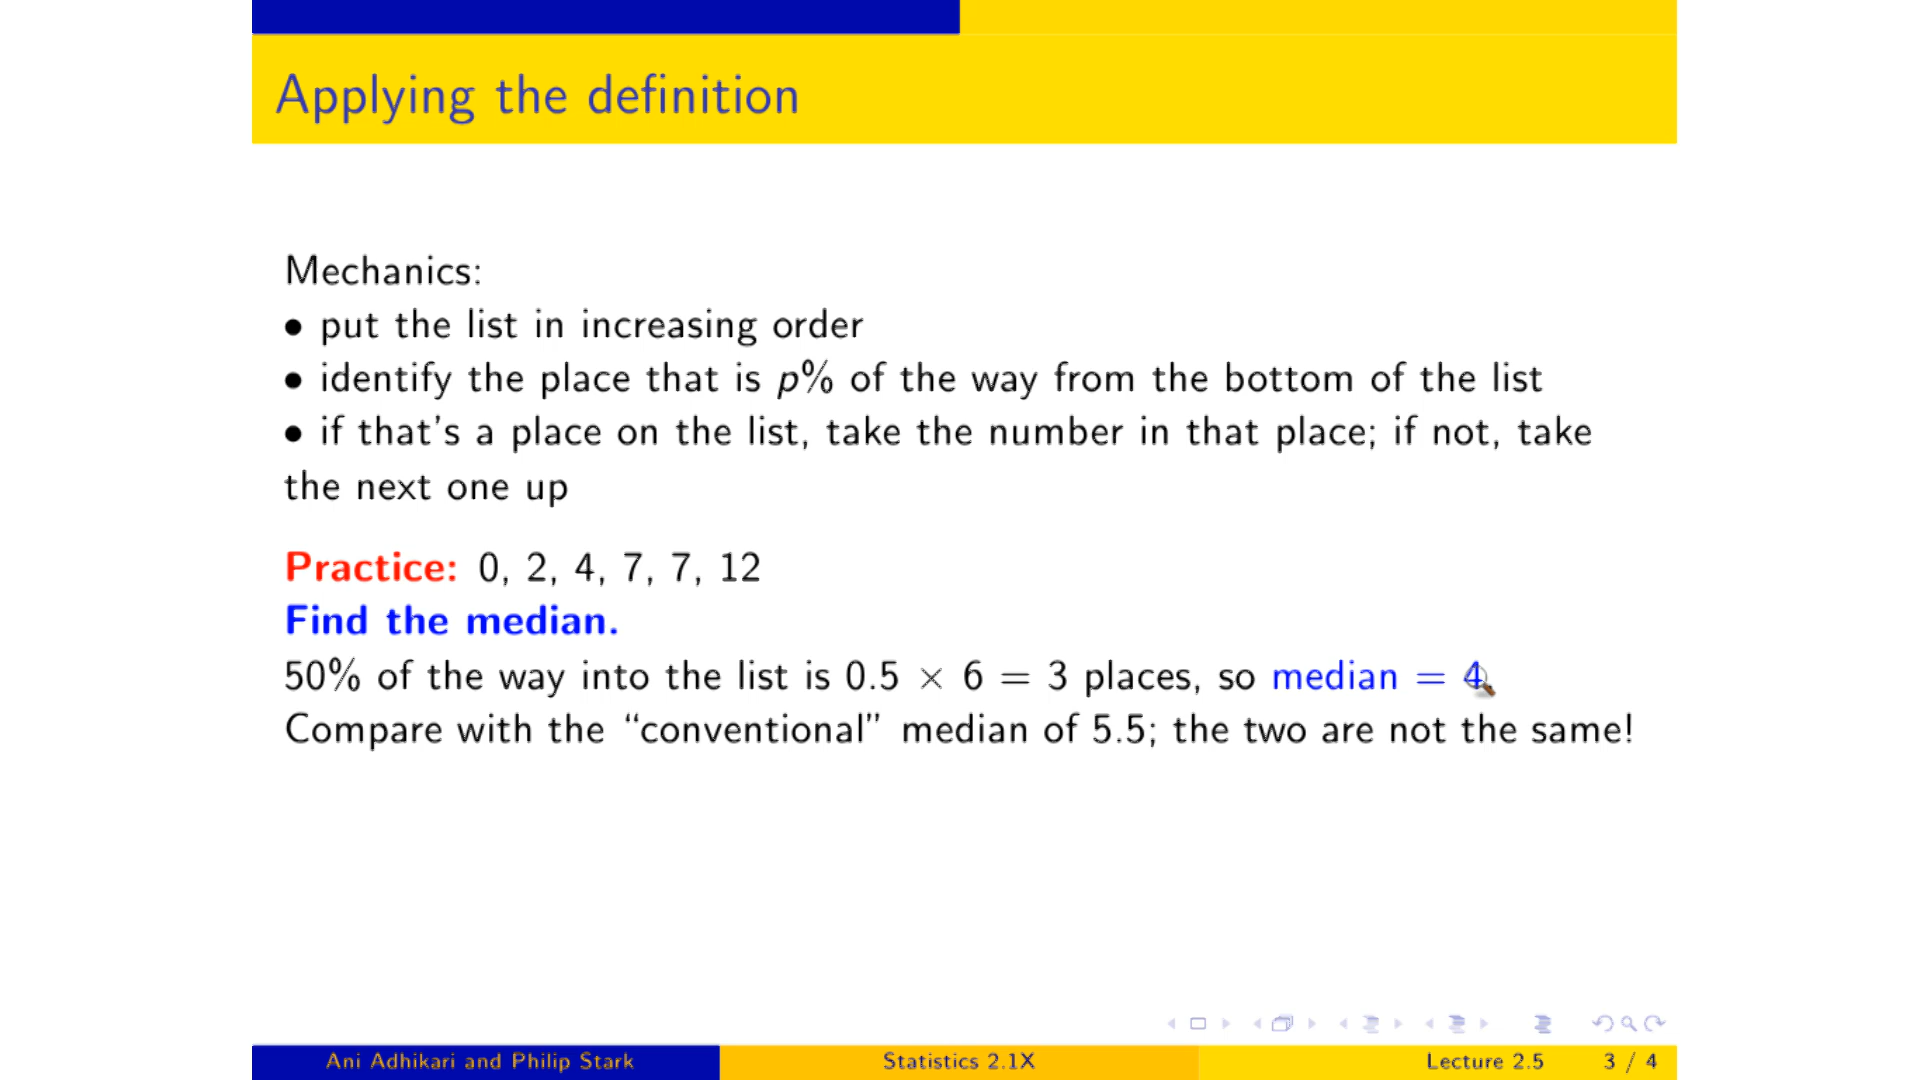 Applying the definition
Mechanics:
• put the list in increasing order
• identify the place that is p% of the way from the bottom of the list
• if that's a place on the list, take the number in that place; if not, take
the next one up
Practice: 0, 2, 4, 7, 7, 12
Find the median.
50% of the way into the list is 0.5 × 6 = 3 places, so median = 4
Compare with the “conventional” median of 5.5; the two are not the same!
Ani Adhikari and Philip Stark
Statistics 2.1X
Lecture 2.5
3 / 4